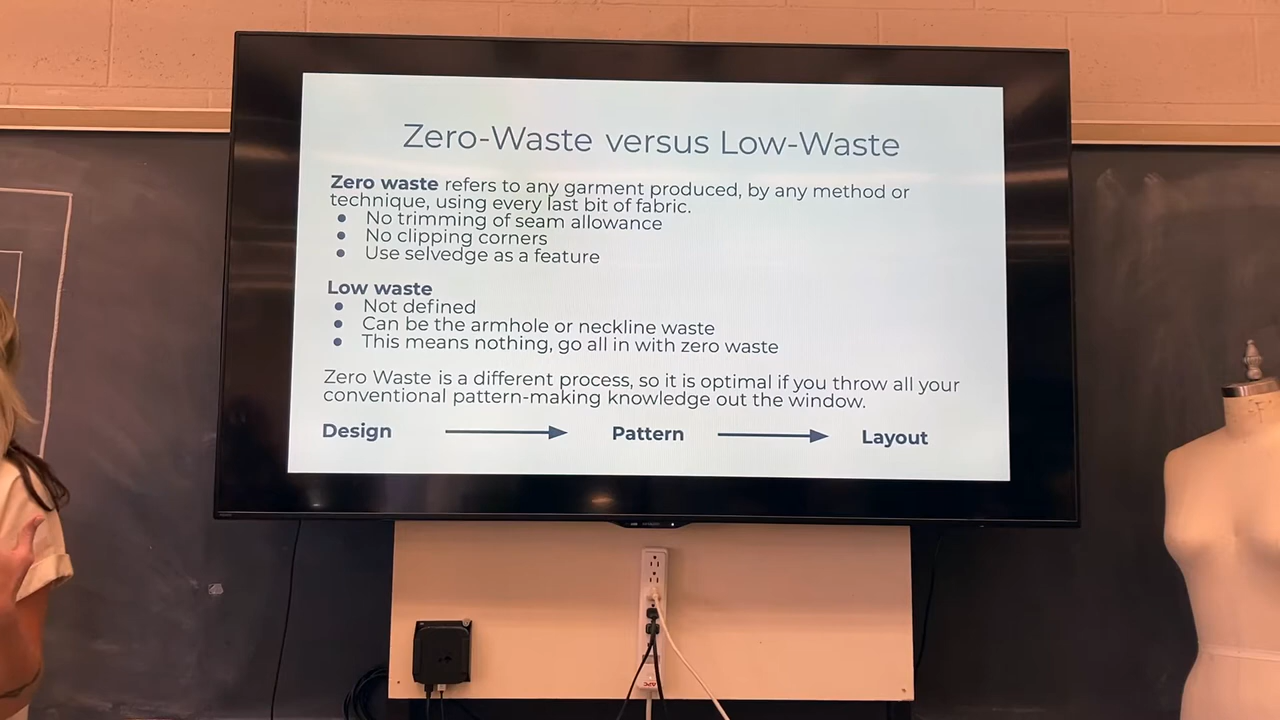 Zero-Waste versus Low-Waste
Zero waste refers to any garment produced, by any method or
technique, using every last bit of fabric.
● No trimming of seam allowance
● No clipping corners
● Use selvedge as a feature
Low waste
● Not defined
● Can be the armhole or neckline waste
● This means nothing, go all in with zero waste
Zero Waste is a different process, so it is optimal if you throw all your
conventional pattern-making knowledge out the window.
Design Pattern Layout
APC